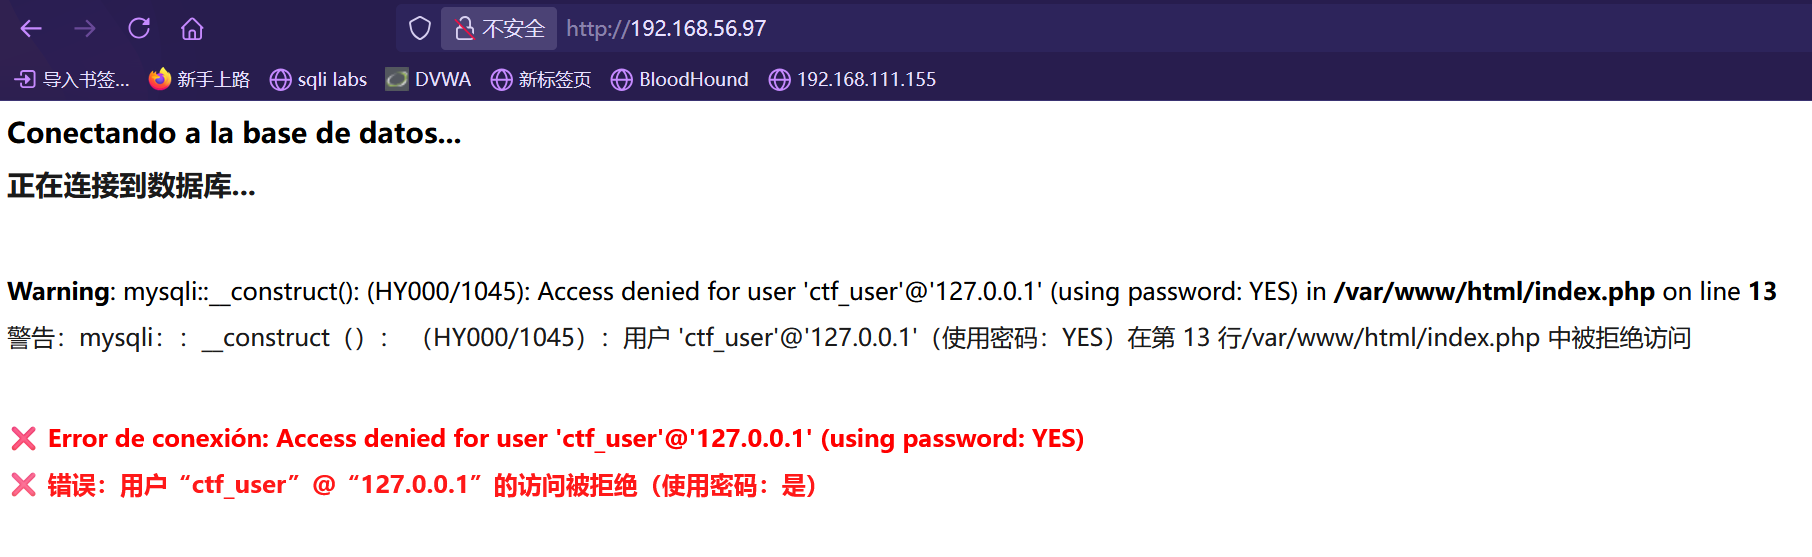 不安全 http://192.168.56.97
导入书签... 新手上路 sqli labs DVWA 新标签页 BloodHound 192.168.111.155
Conectando a la base de datos...
正在连接到数据库...
Warning: mysqli::__construct(): (HY000/1045): Access denied for user 'ctf_user'@'127.0.0.1' (using password: YES) in /var/www/html/index.php on line 13
警告：mysqli：：__construct（）：（HY000/1045）：用户 'ctf_user'@'127.0.0.1'（使用密码：YES）在第 13 行/var/www/html/index.php 中被拒绝访问
❌ Error de conexión: Access denied for user 'ctf_user'@'127.0.0.1' (using password: YES)
❌ 错误：用户“ctf_user”@“127.0.0.1”的访问被拒绝（使用密码：是）